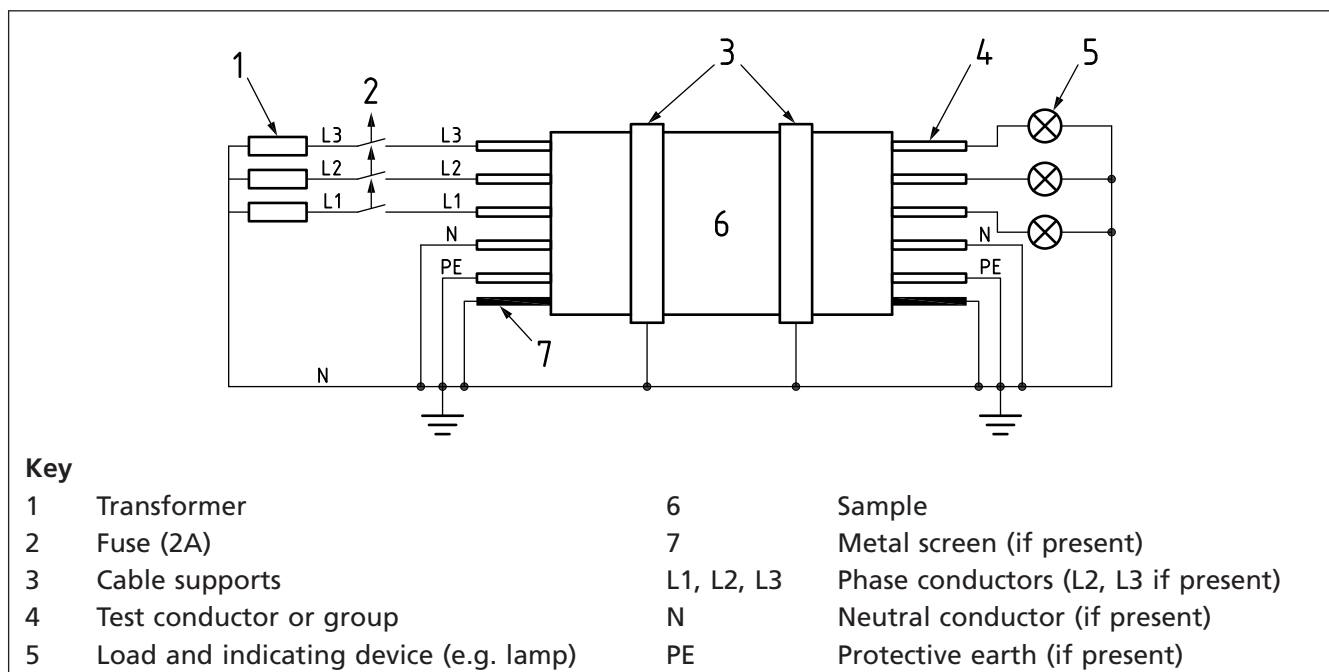 1 2 3 4 5
L3 L3
L2 L2
L1 L1
6
N N
PE PE
7
N
Key
1 Transformer 6 Sample
2 Fuse (2A) 7 Metal screen (if present)
3 Cable supports L1, L2, L3 Phase conductors (L2, L3 if present)
4 Test conductor or group N Neutral conductor (if present)
5 Load and indicating device (e.g. lamp) PE Protective earth (if present)